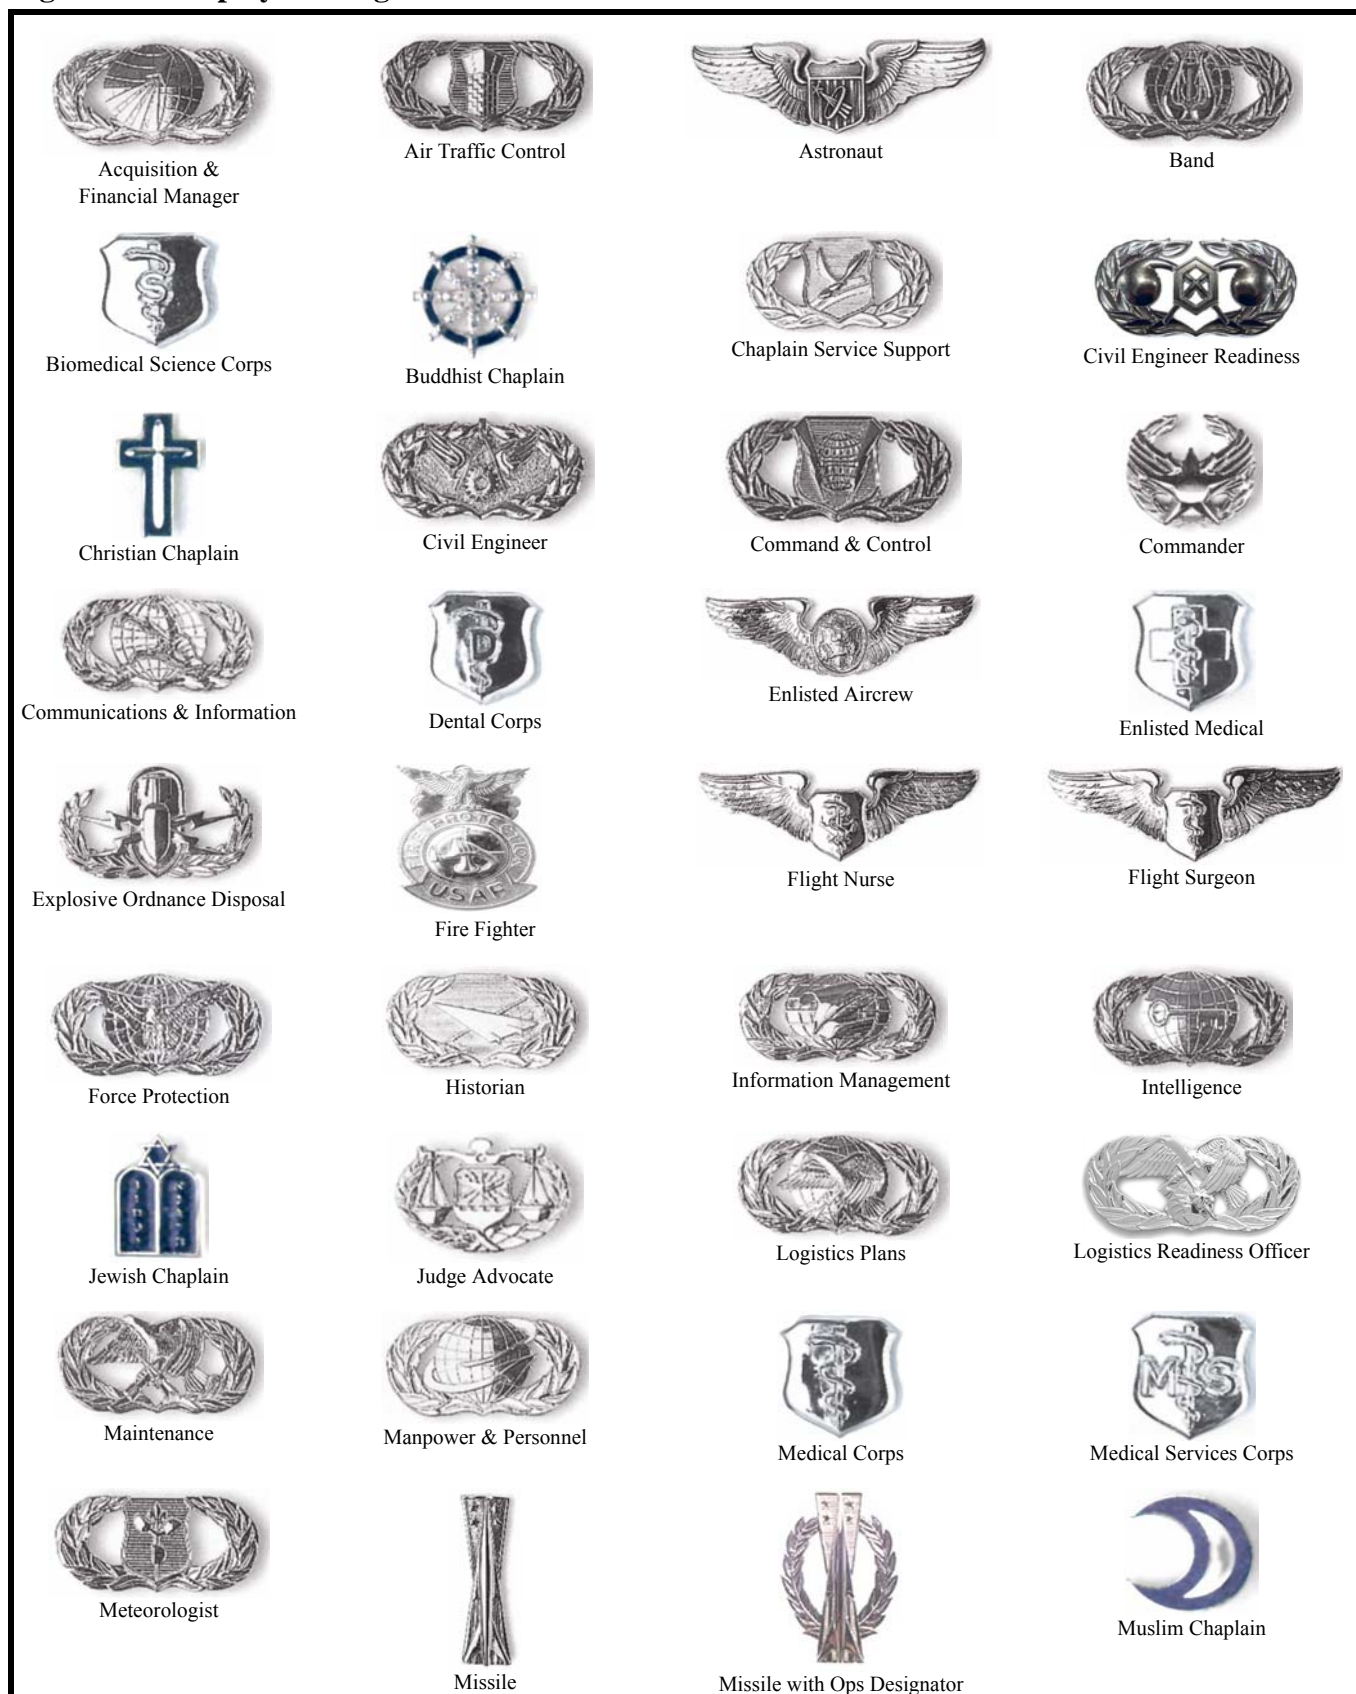 Acquisition &
Financial Manager
Air Traffic Control
Astronaut
Band
Biomedical Science Corps
Buddhist Chaplain
Chaplain Service Support
Civil Engineer Readiness
Christian Chaplain
Civil Engineer
Command & Control
Commander
Communications & Information
D
Dental Corps
Enlisted Aircrew
Enlisted Medical
Explosive Ordnance Disposal
FIRE PROTECTION
USAF
Fire Fighter
Flight Nurse
Flight Surgeon
Force Protection
Historian
Information Management
Intelligence
Jewish Chaplain
Judge Advocate
Logistics Plans
Logistics Readiness Officer
Maintenance
Manpower & Personnel
Medical Corps
MS
Medical Services Corps
Meteorologist
Missile
Missile with Ops Designator
Muslim Chaplain